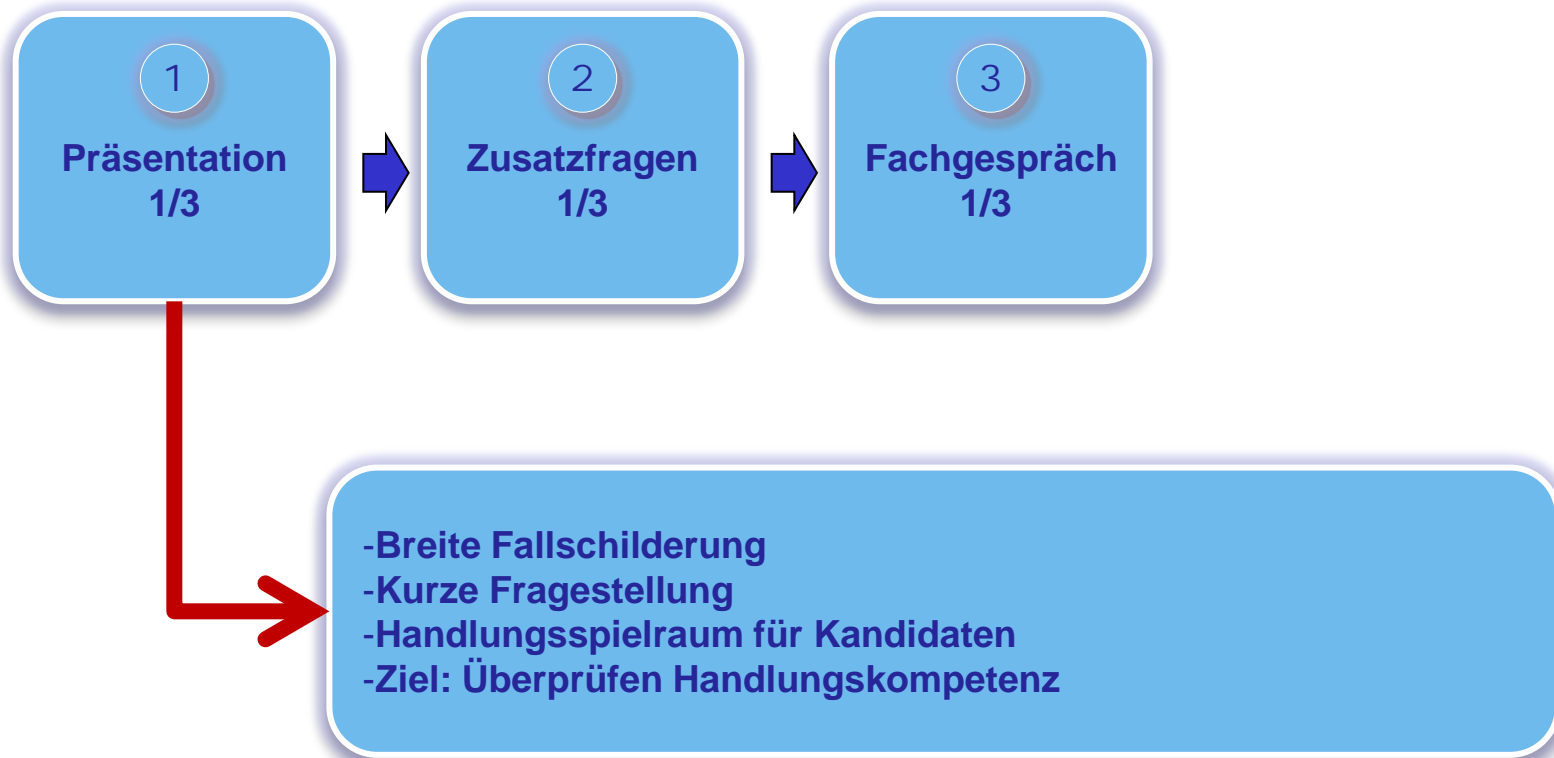 1
Präsentation
1/3
2
Zusatzfragen
1/3
3
Fachgespräch
1/3
-Breite Fallschilderung
-Kurze Fragestellung
-Handlungsspielraum für Kandidaten
-Ziel: Überprüfen Handlungskompetenz